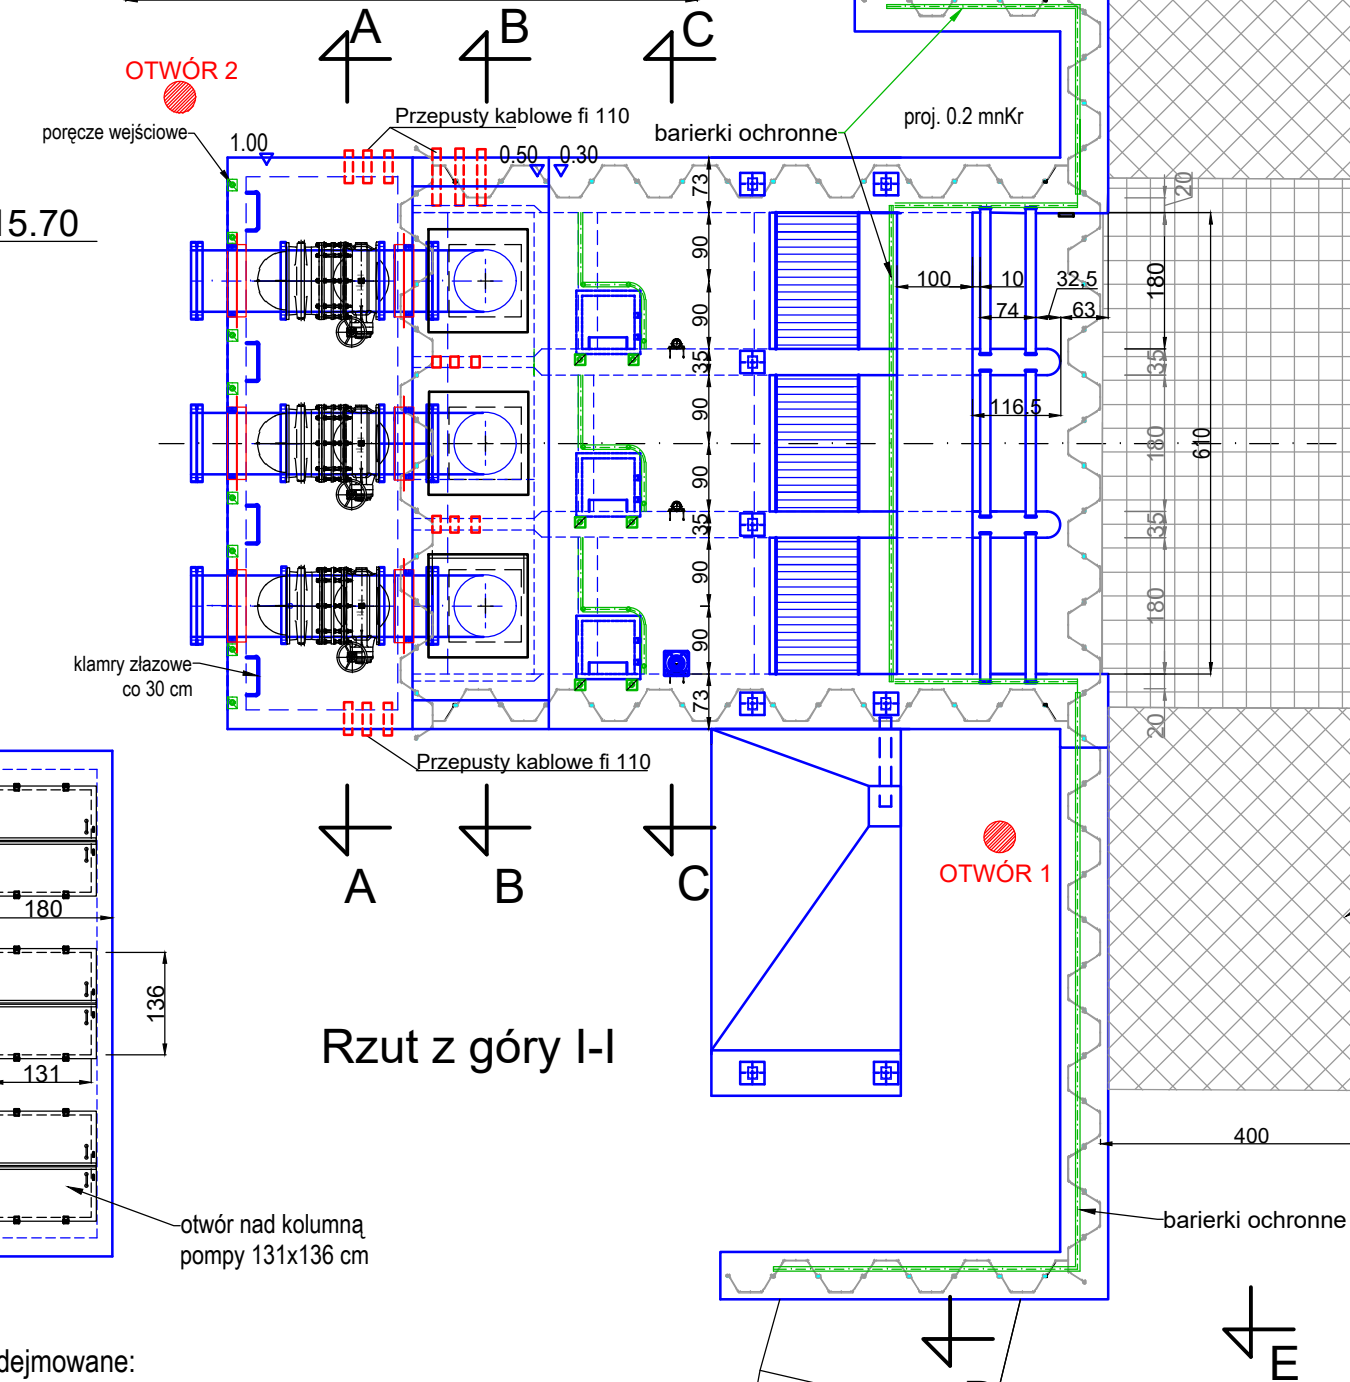 A
B
C
OTWÓR 2
Przepusty kablowe fi 110
poręcze wejściowe
1.00
0.50
0.30
barierki ochronne
proj. 0.2 mnKr
15.70
73
90
90
35
90
90
35
90
90
73
100
10
32,5
74
63
116.5
20
180
35
180
35
180
20
610
klamry złazowe
co 30 cm
Przepusty kablowe fi 110
A
B
C
OTWÓR 1
180
136
131
Rzut z góry I-I
otwór nad kolumną
pompy 131x136 cm
400
barierki ochronne
E
dejmowane: